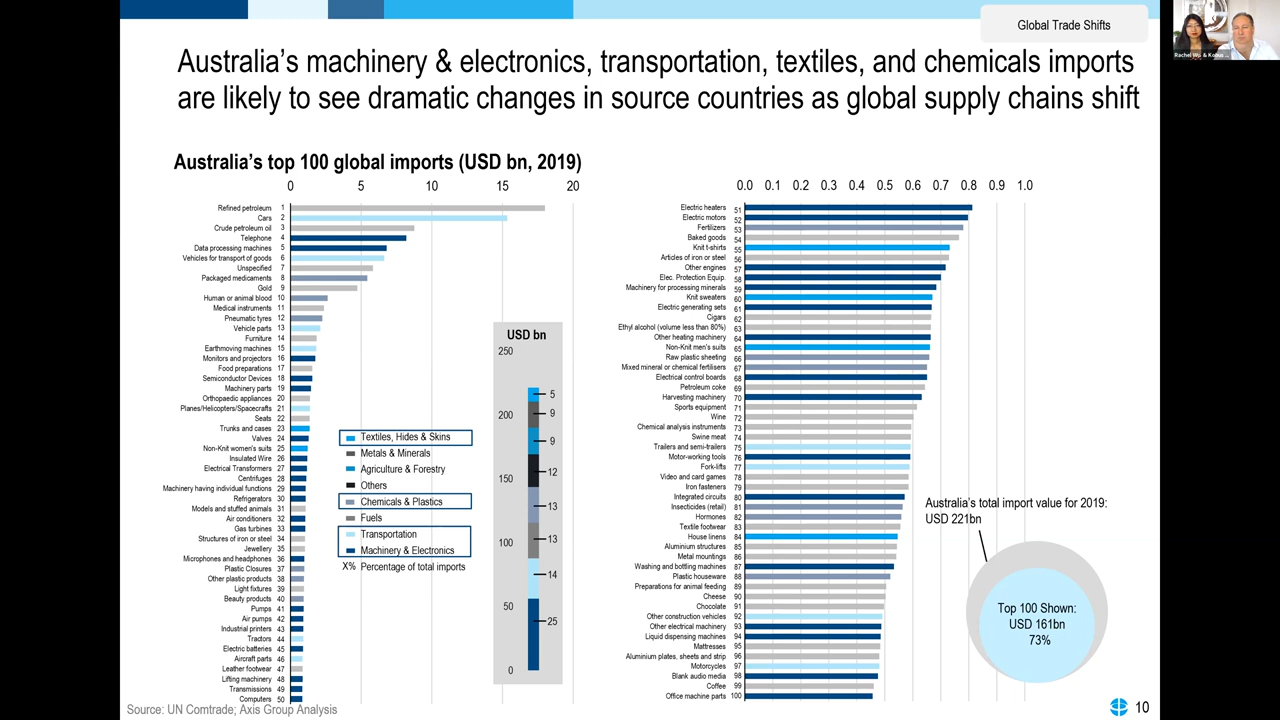 Global Trade Shifts
Rachel Wu & Kobus ...
Australia's machinery & electronics, transportation, textiles, and chemicals imports
are likely to see dramatic changes in source countries as global supply chains shift
Australia's top 100 global imports (USD bn, 2019)
0 5 10 15 20
Refined petroleum 1
Cars 2
Crude petroleum oil 3
Telephone 4
Data processing machines 5
Vehicles for transport of goods 6
Unspecified 7
Packaged medicaments 8
Gold 9
Human or animal blood 10
Medical instruments 11
Pneumatic tyres 12
Vehicle parts 13
Furniture 14
Earthmoving machines 15
Monitors and projectors 16
Food preparations 17
Semiconductor Devices 18
Machinery parts 19
Orthopaedic appliances 20
Planes/Helicopters/Spacecrafts 21
Seats 22
Trunks and cases 23
Valves 24
Non-Knit women's suits 25
Insulated Wire 26
Electrical Transformers 27
Centrifuges 28
Machinery having individual functions 29
Refrigerators 30
Models and stuffed animals 31
Air conditioners 32
Gas turbines 33
Structures of iron or steel 34
Jewellery 35
Microphones and headphones 36
Plastic Closures 37
Other plastic products 38
Light fixtures 39
Beauty products 40
Pumps 41
Air pumps 42
Industrial printers 43
Tractors 44
Electric batteries 45
Aircraft parts 46
Leather footwear 47
Lifting machinery 48
Transmissions 49
Computers 50
Textiles, Hides & Skins
Metals & Minerals
Agriculture & Forestry
Others
Chemicals & Plastics
Fuels
Transportation
Machinery & Electronics
X% Percentage of total imports
USD bn
250
200
150
100
50
0
5
9
9
12
13
13
14
25
0.0 0.1 0.2 0.3 0.4 0.5 0.6 0.7 0.8 0.9 1.0
Electric heaters 51
Electric motors 52
Fertilizers 53
Baked goods 54
Knit t-shirts 55
Articles of iron or steel 56
Other engines 57
Elec. Protection Equip. 58
Machinery for processing minerals 59
Knit sweaters 60
Electric generating sets 61
Cigars 62
Ethyl alcohol (volume less than 80%) 63
Other heating machinery 64
Non-Knit men's suits 65
Raw plastic sheeting 66
Mixed mineral or chemical fertilisers 67
Electrical control boards 68
Petroleum coke 69
Harvesting machinery 70
Sports equipment 71
Wine 72
Chemical analysis instruments 73
Swine meat 74
Trailers and semi-trailers 75
Motor-working tools 76
Fork-lifts 77
Video and card games 78
Iron fasteners 79
Integrated circuits 80
Insecticides (retail) 81
Hormones 82
Textile footwear 83
House linens 84
Aluminium structures 85
Metal mountings 86
Washing and bottling machines 87
Plastic houseware 88
Preparations for animal feeding 89
Cheese 90
Chocolate 91
Other construction vehicles 92
Other electrical machinery 93
Liquid dispensing machines 94
Mattresses 95
Aluminium plates, sheets and strip 96
Motorcycles 97
Blank audio media 98
Coffee 99
Office machine parts 100
Australia's total import value for 2019:
USD 221bn
Top 100 Shown:
USD 161bn
73%
Source: UN Comtrade; Axis Group Analysis
10